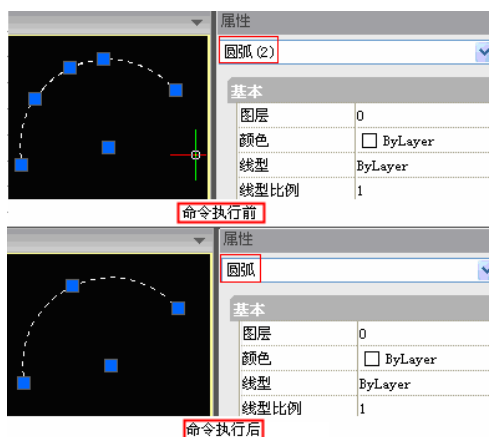 属性
圆弧 (2)
基本
图层 0
颜色 ByLayer
线型 ByLayer
线型比例 1
命令执行前
属性
圆弧
基本
图层 0
颜色 ByLayer
线型 ByLayer
线型比例 1
命令执行后